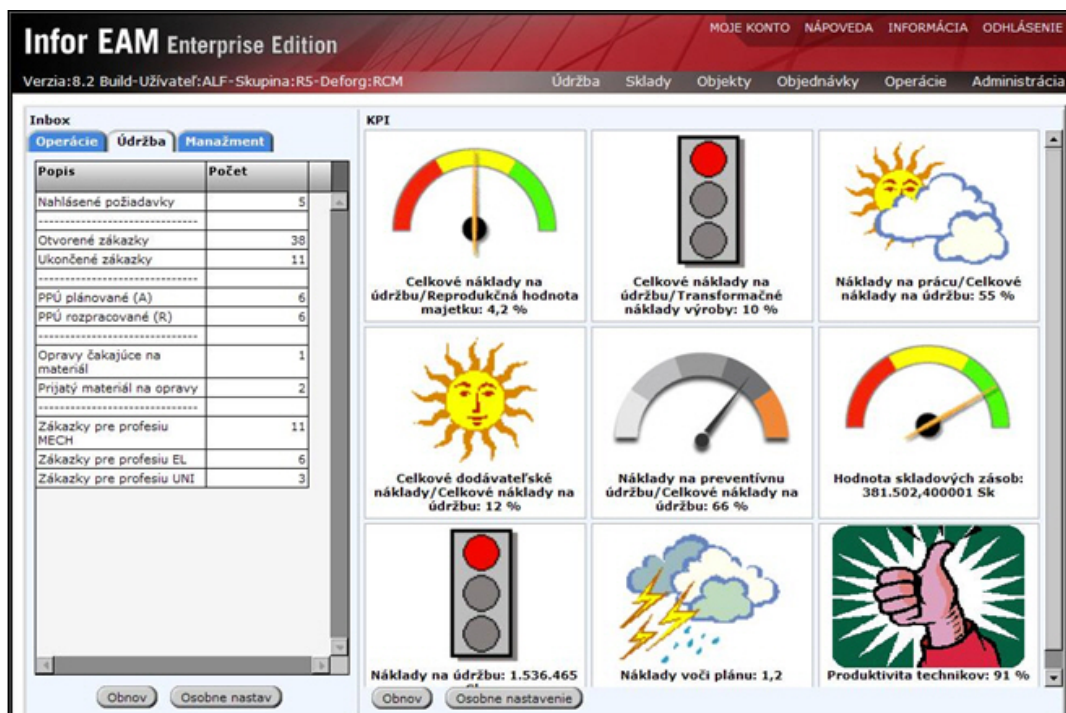 MOJE KONTO NÁPOVEDA INFORMÁCIA ODHLÁSENIE
Infor EAM Enterprise Edition
Verzia:8.2 Build-Užívateľ:ALF-Skupina:R5-Deforg:RCM
Údržba Sklady Objekty Objednávky Operácie Administrácia
Inbox
Operácie Údržba Manažment
Popis Počet
Nahlásené požiadavky 5
------------------------------
Otvorené zákazky 38
Ukončené zákazky 11
------------------------------
PPÚ plánované (A) 6
PPÚ rozpracované (R) 6
------------------------------
Opravy čakajúce na 1
materiál
Prijatý materiál na opravy 2
------------------------------
Zákazky pre profesiu 11
MECH
Zákazky pre profesiu EL 6
Zákazky pre profesiu UNI 3
Obnov Osobne nastav
KPI
Celkové náklady na
údržbu/Reprodukčná hodnota
majetku: 4,2 %
Celkové náklady na
údržbu/Transformačné
náklady výroby: 10 %
Náklady na prácu/Celkové
náklady na údržbu: 55 %
Celkové dodávateľské
náklady/Celkové náklady na
údržbu: 12 %
Náklady na preventívnu
údržbu/Celkové náklady na
údržbu: 66 %
Hodnota skladových zásob:
381.502,400001 Sk
Náklady na údržbu: 1.536.465
Náklady voči plánu: 1,2
Produktivita technikov: 91 %
Obnov Osobne nastavenie